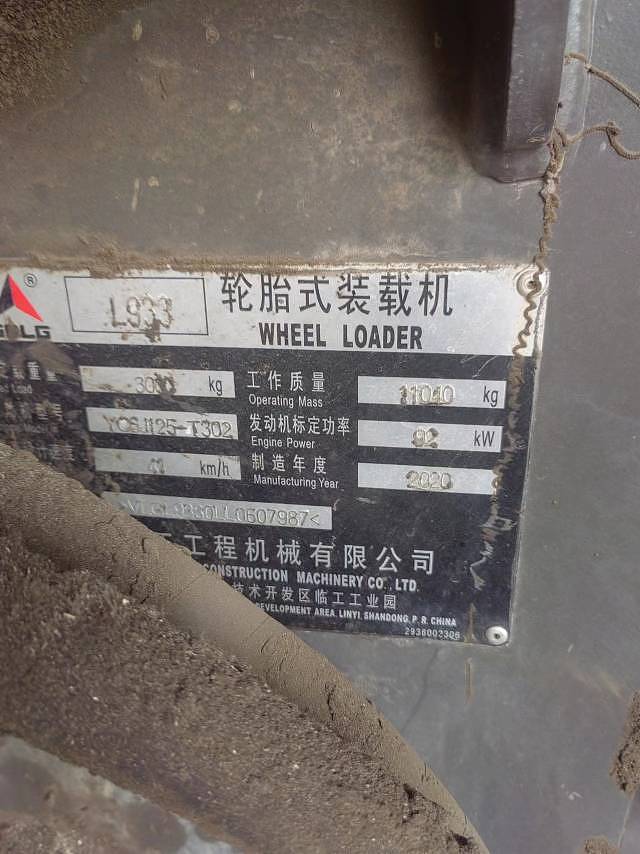 ®
L933
轮胎式装载机
WHEEL LOADER
kg
工作质量
Operating Mass
11040 kg
YC6J125-T302
发动机标定功率
Engine Power
92 kW
km/h
制造年度
Manufacturing Year
2020
工程机械有限公司
CONSTRUCTION MACHINERY CO., LTD.
技术开发区临工工业园
DEVELOPMENT AREA, LINYI, SHANDONG, P. R. CHINA
2936002306